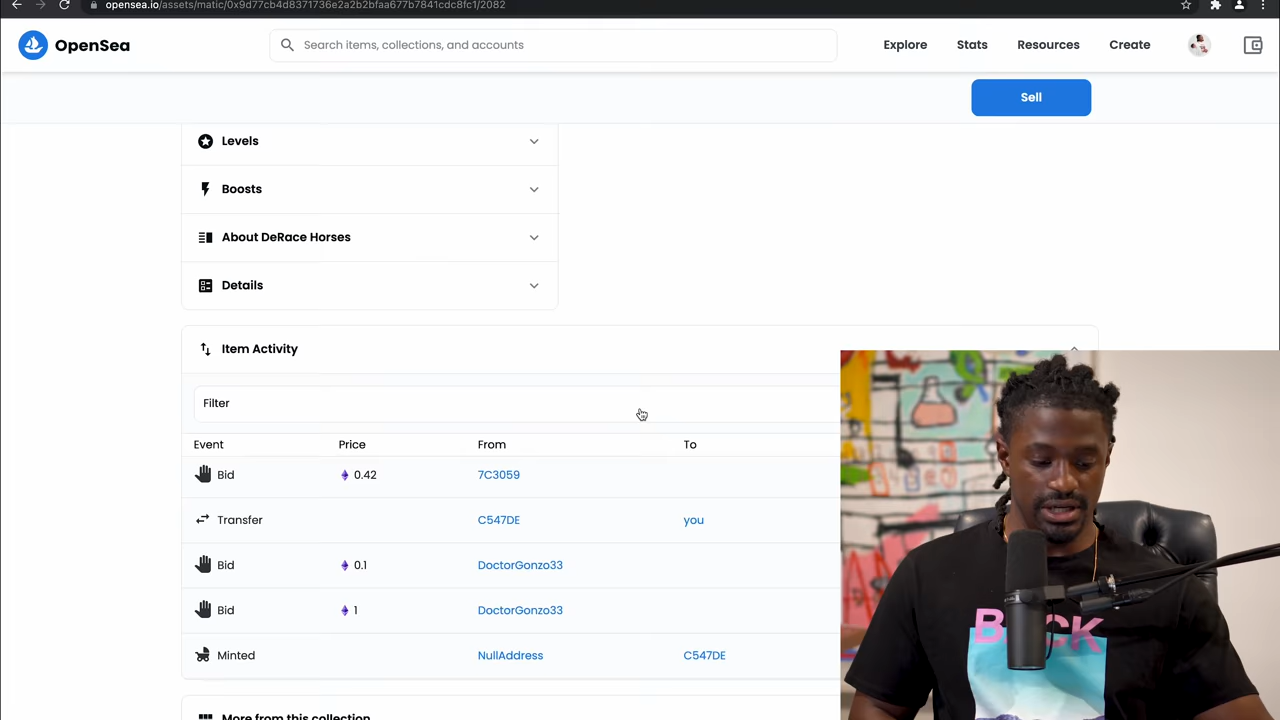 opensea.io/assets/matic/0x9d77cb4d8371736e2a2b2bfaa677b7841cdc8fc1/2082
OpenSea
Search items, collections, and accounts
Explore Stats Resources Create
Sell
Levels
Boosts
About DeRace Horses
Details
Item Activity
Filter
Event Price From To
Bid 0.42 7C3059
Transfer C547DE you
Bid 0.1 DoctorGonzo33
Bid 1 DoctorGonzo33
Minted NullAddress C547DE
More from this collection